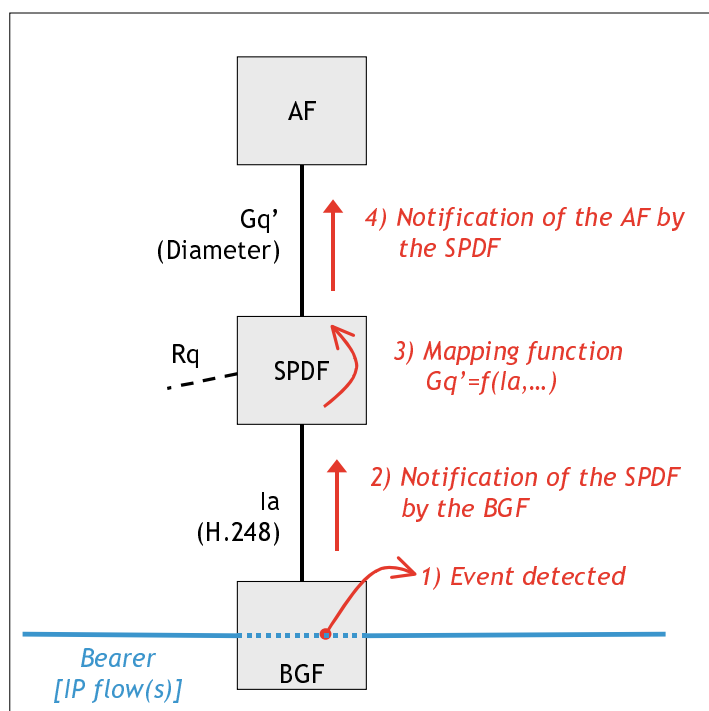 AF
Gq’
(Diameter)
4) Notification of the AF by
the SPDF
Rq
SPDF
3) Mapping function
Gq’=f(Ia,…)
Ia
(H.248)
2) Notification of the SPDF
by the BGF
1) Event detected
Bearer
[IP flow(s)]
BGF